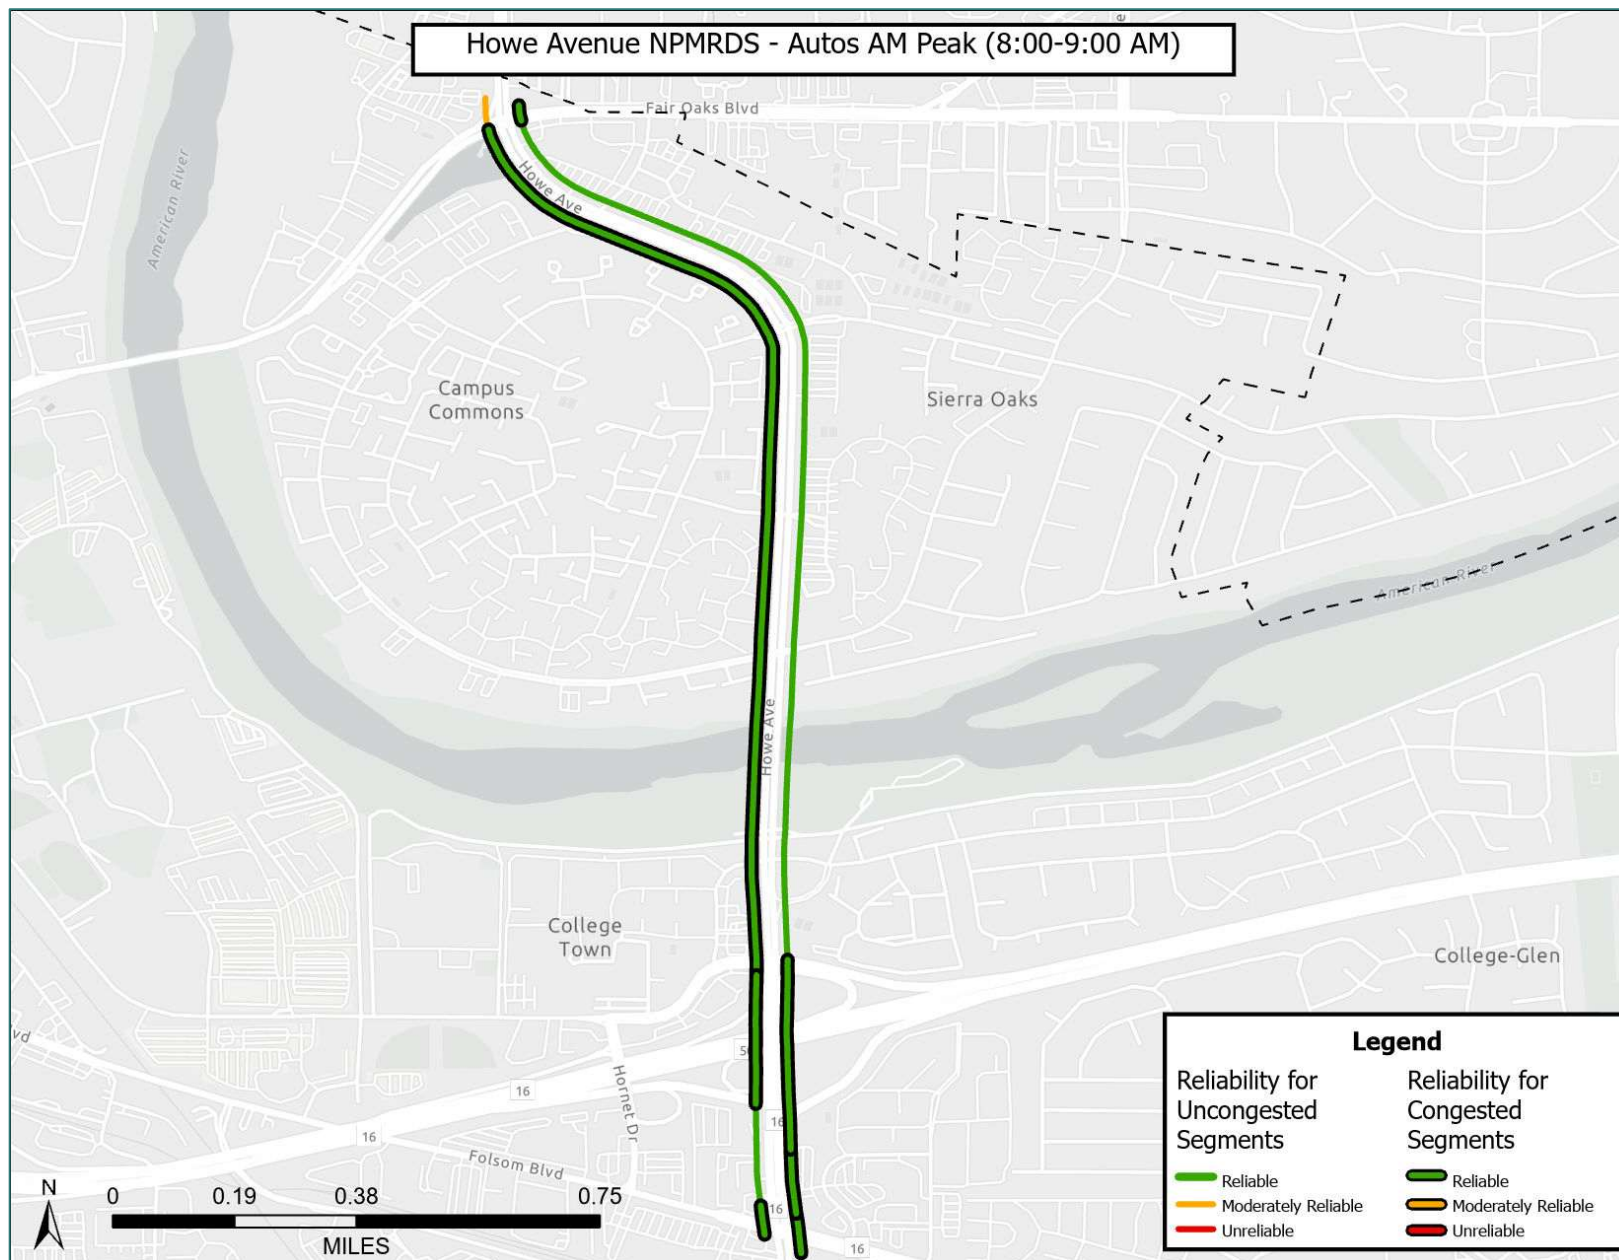 Howe Avenue NPMRDS - Autos AM Peak (8:00-9:00 AM)
Fair Oaks Blvd
American River
Howe Ave
Campus
Commons
Sierra Oaks
American River
Howe Ave
College
Town
College-Glen
vd
16
16
16
Hornet Dr
Folsom Blvd
16
16
N
0
0.19
0.38
0.75
MILES
Legend
Reliability for
Uncongested
Segments
Reliable
Moderately Reliable
Unreliable
Reliability for
Congested
Segments
Reliable
Moderately Reliable
Unreliable